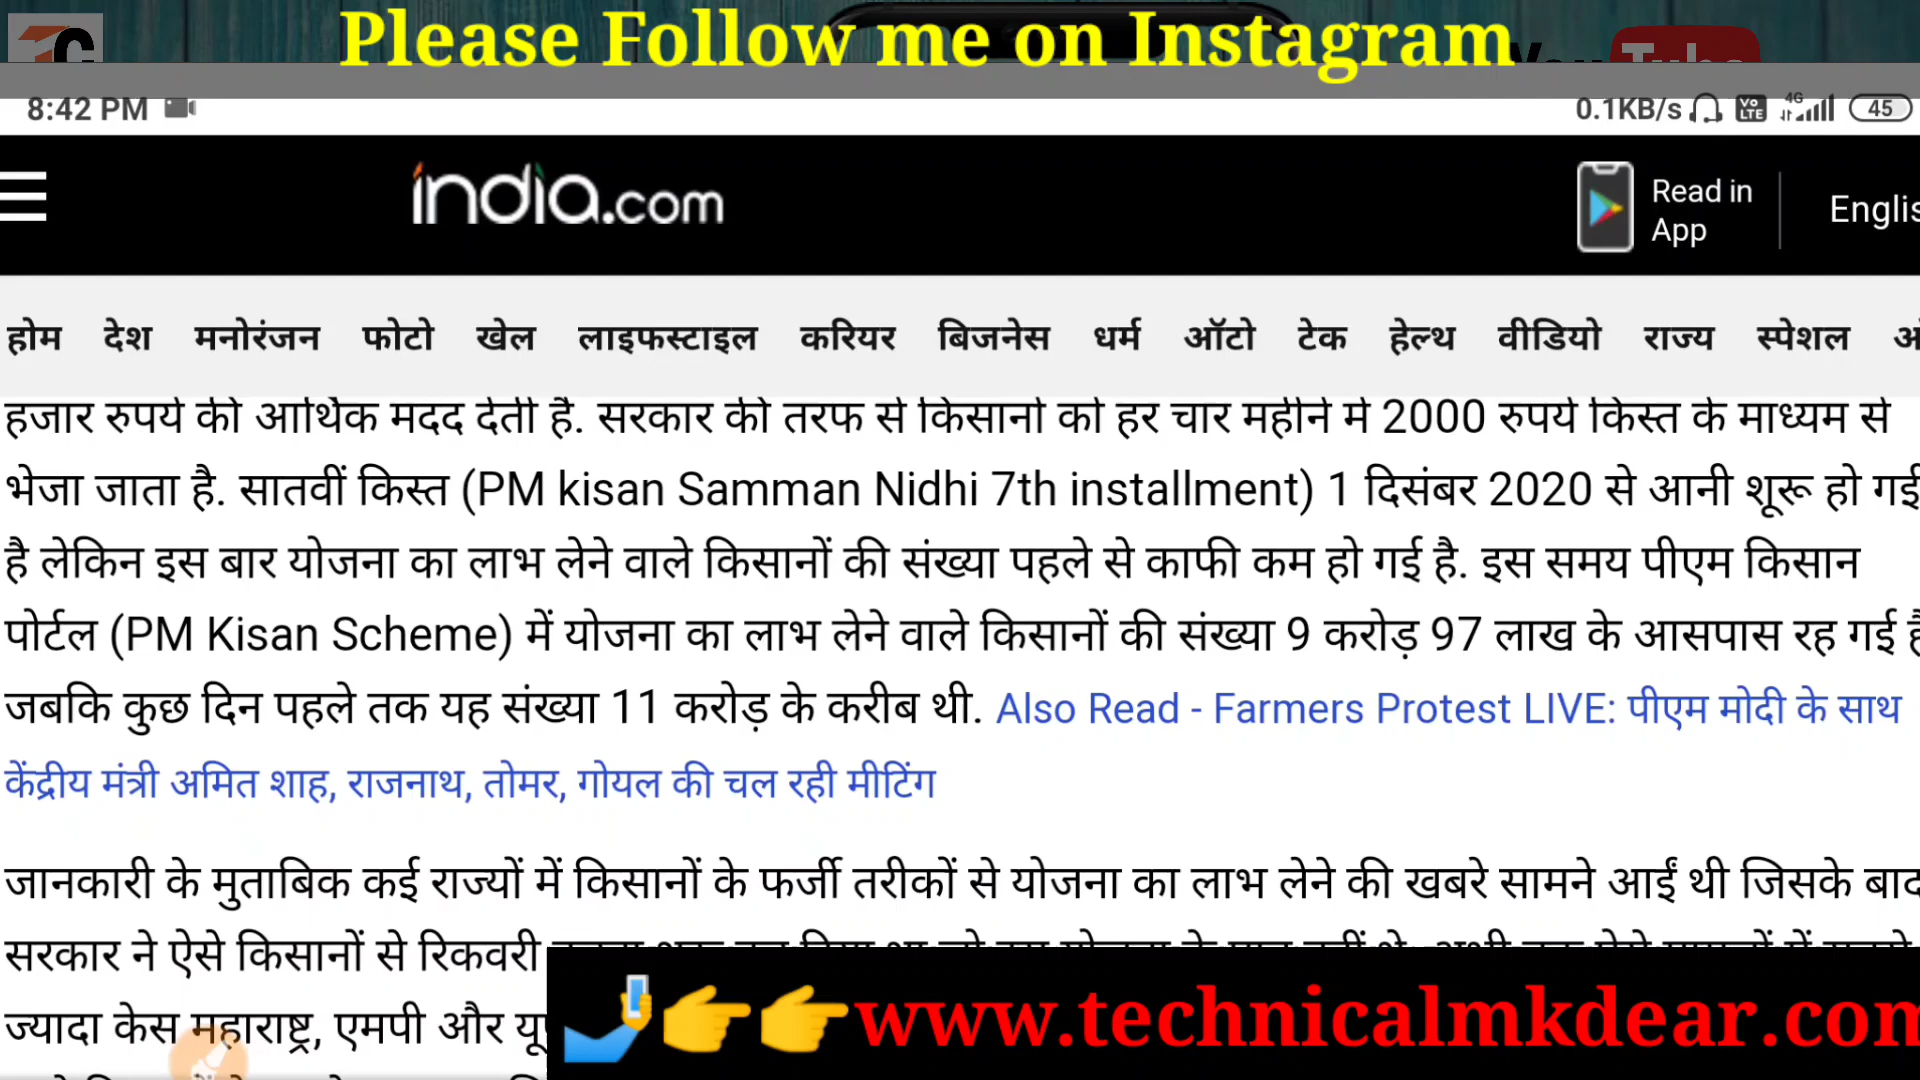 Please Follow me on Instagram
8:42 PM
0.1KB/s 4G Vo LTE 45
india.com
Read in
App
होम देश मनोरंजन फोटो खेल लाइफस्टाइल करियर बिजनेस धर्म ऑटो टेक हेल्थ वीडियो राज्य स्पेशल
हजार रुपये की आर्थिक मदद देती है. सरकार की तरफ से किसानों को हर चार महीने में 2000 रुपये किस्त के माध्यम से
भेजा जाता है. सातवीं किस्त (PM kisan Samman Nidhi 7th installment) 1 दिसंबर 2020 से आनी शूरू हो गई
है लेकिन इस बार योजना का लाभ लेने वाले किसानों की संख्या पहले से काफी कम हो गई है. इस समय पीएम किसान
पोर्टल (PM Kisan Scheme) में योजना का लाभ लेने वाले किसानों की संख्या 9 करोड़ 97 लाख के आसपास रह गई है
जबकि कुछ दिन पहले तक यह संख्या 11 करोड़ के करीब थी. Also Read - Farmers Protest LIVE: पीएम मोदी के साथ
केंद्रीय मंत्री अमित शाह, राजनाथ, तोमर, गोयल की चल रही मीटिंग
जानकारी के मुताबिक कई राज्यों में किसानों के फर्जी तरीकों से योजना का लाभ लेने की खबरे सामने आईं थी जिसके बाद
सरकार ने ऐसे किसानों से रिकवरी
ज्यादा केस महाराष्ट्र, एमपी और
www.technicalmkdear.com